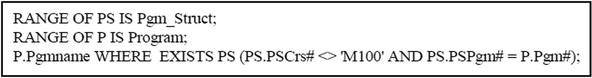 RANGE OF PS IS Pgm_Struct;
RANGE OF P IS Program;
P.Pgmname WHERE EXISTS PS (PS.PSCrs# <> 'M100' AND PS.PSPgm# = P.Pgm#);